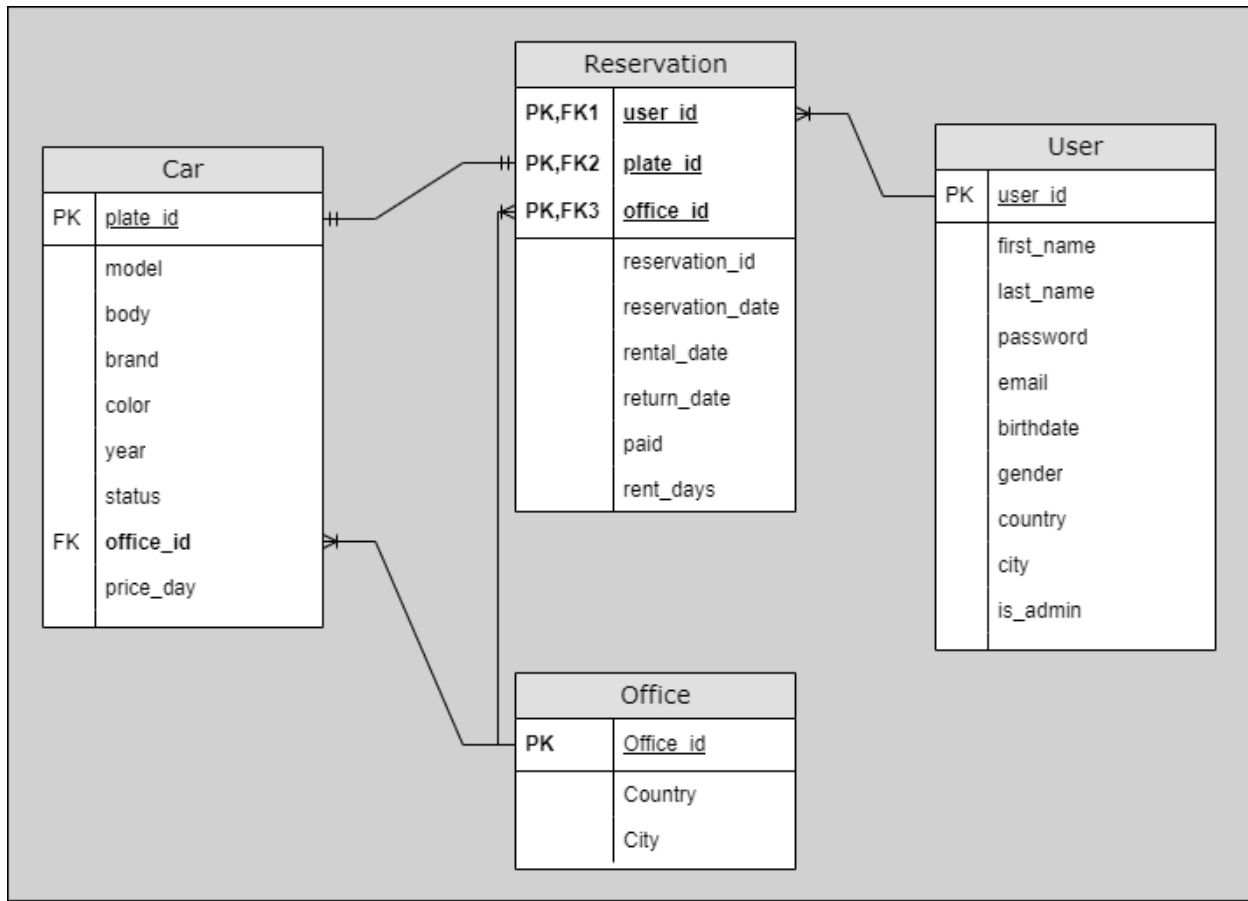 Reservation
PK,FK1 user_id
PK,FK2 plate_id
PK,FK3 office_id
reservation_id
reservation_date
rental_date
return_date
paid
rent_days
Car
PK plate_id
model
body
brand
color
year
status
FK office_id
price_day
User
PK user_id
first_name
last_name
password
email
birthdate
gender
country
city
is_admin
Office
PK Office_id
Country
City